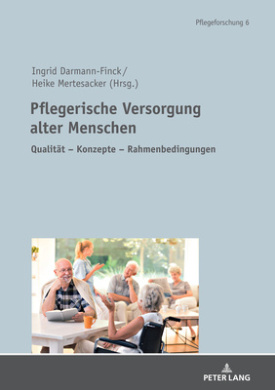 Pflegeforschung 6
Ingrid Darmann-Finck /
Heike Mertesacker (Hrsg.)
Pflegerische Versorgung
alter Menschen
Qualität – Konzepte – Rahmenbedingungen
PETER LANG